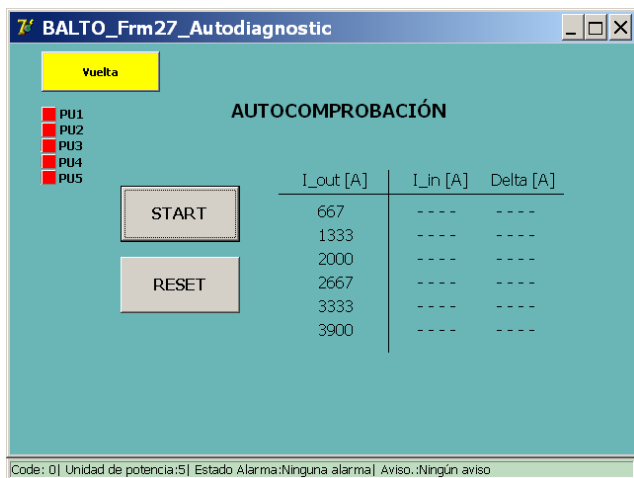 BALTO_Frm27_Autodiagnostic
Vuelta
PU1
PU2
PU3
PU4
PU5
AUTOCOMPROBACIÓN
START
RESET
I_out [A] I_in [A] Delta [A]
667 - - - - - - - -
1333 - - - - - - - -
2000 - - - - - - - -
2667 - - - - - - - -
3333 - - - - - - - -
3900 - - - - - - - -
Code: 0| Unidad de potencia:5| Estado Alarma:Ninguna alarma| Aviso.:Ningún aviso